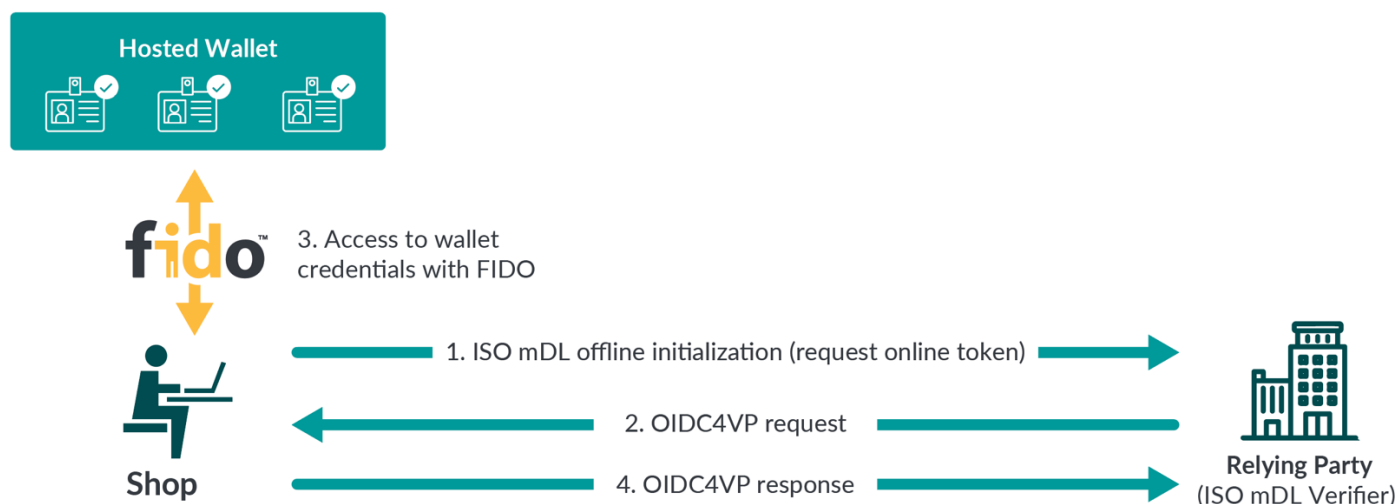 Hosted Wallet
fido™
3. Access to wallet
credentials with FIDO
1. ISO mDL offline initialization (request online token)
2. OIDC4VP request
4. OIDC4VP response
Shop
Relying Party
(ISO mDL Verifier)